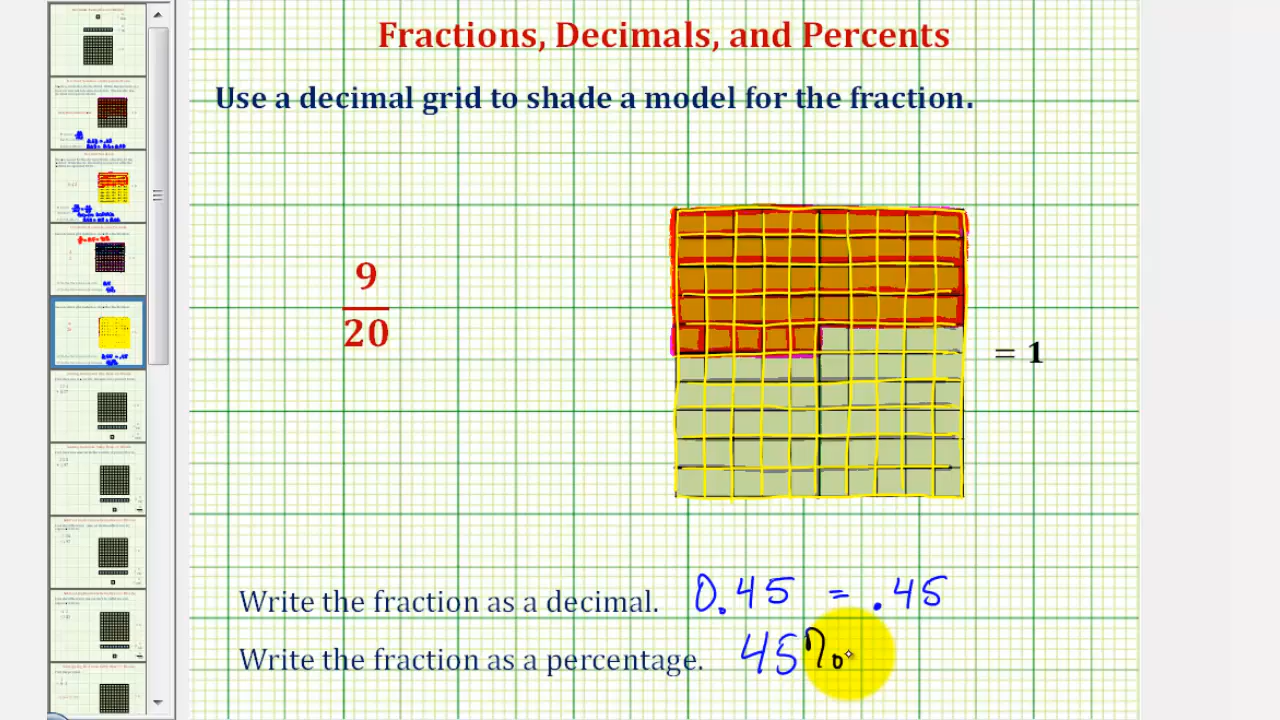 Fractions, Decimals, and Percents
Use a decimal grid to shade a model for the fraction.
9
20
= 1
Write the fraction as a decimal. 0.45 = .45
Write the fraction as a percentage. 45%